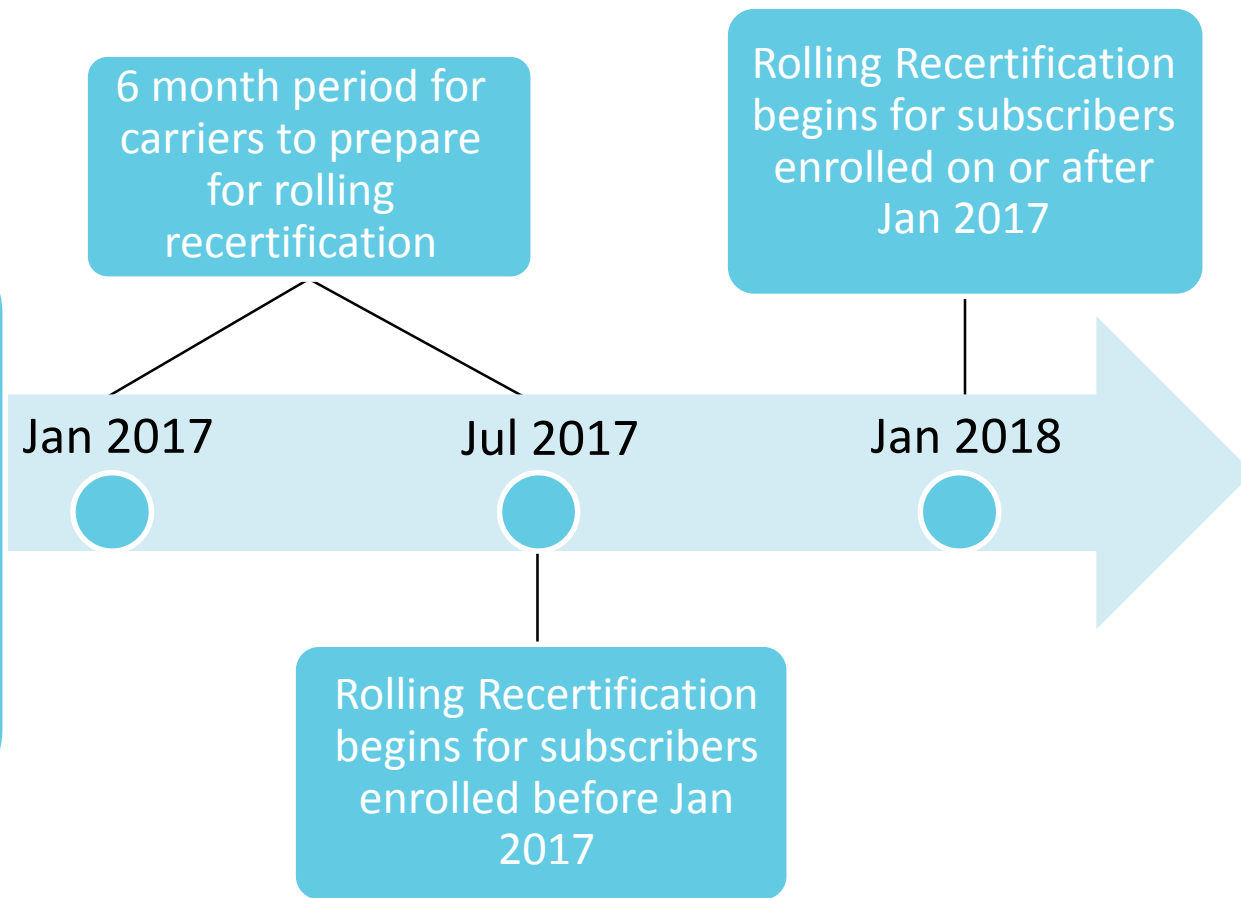 6 month period for
carriers to prepare
for rolling
recertification
Rolling Recertification
begins for subscribers
enrolled on or after
Jan 2017
Jan 2017
Jul 2017
Jan 2018
Rolling Recertification
begins for subscribers
enrolled before Jan
2017